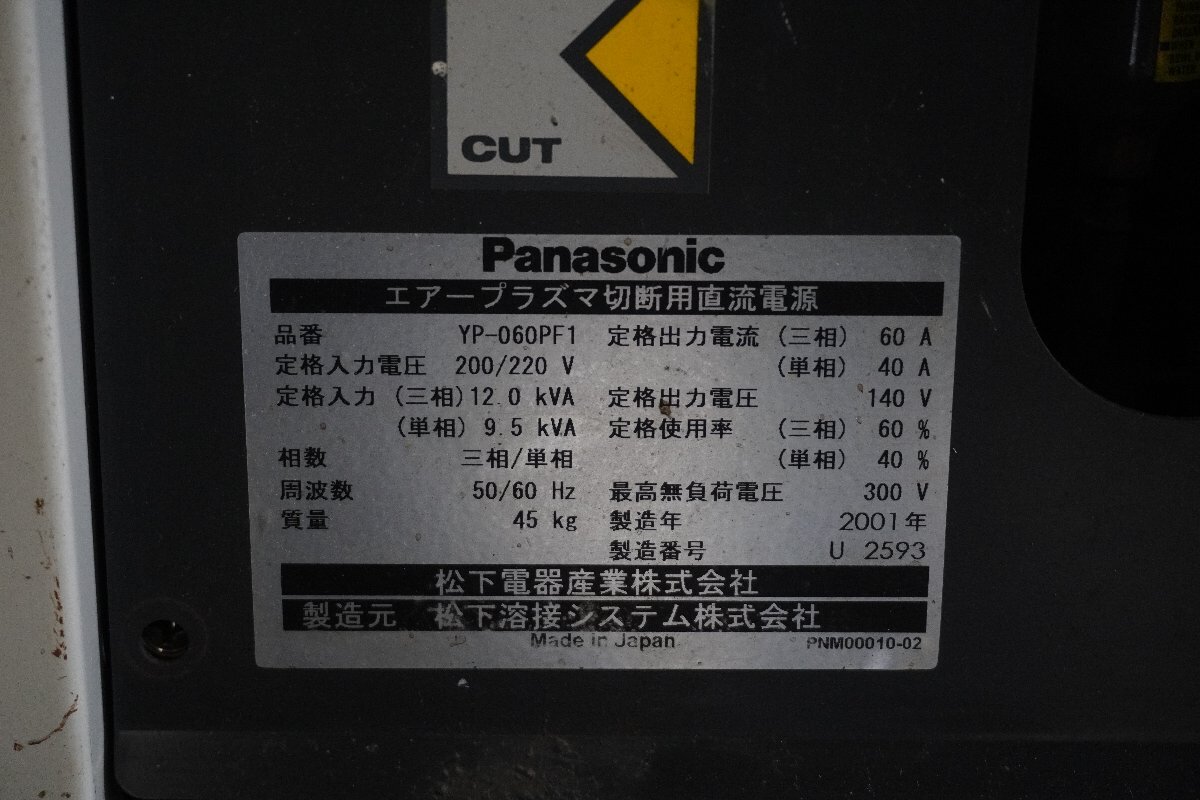 CUT
Panasonic
エアープラズマ切断用直流電源
品番 YP-060PF1 定格出力電流 (三相) 60 A
定格入力電圧 200/220 V (単相) 40 A
定格入力 (三相) 12.0 kVA 定格出力電圧 140 V
(単相) 9.5 kVA 定格使用率 (三相) 60 %
相数 三相/単相 (単相) 40 %
周波数 50/60 Hz 最高無負荷電圧 300 V
質量 45 kg 製造年 2001年
製造番号 U 2593
松下電器産業株式会社
製造元 松下溶接システム株式会社
Made in Japan PNM00010-02